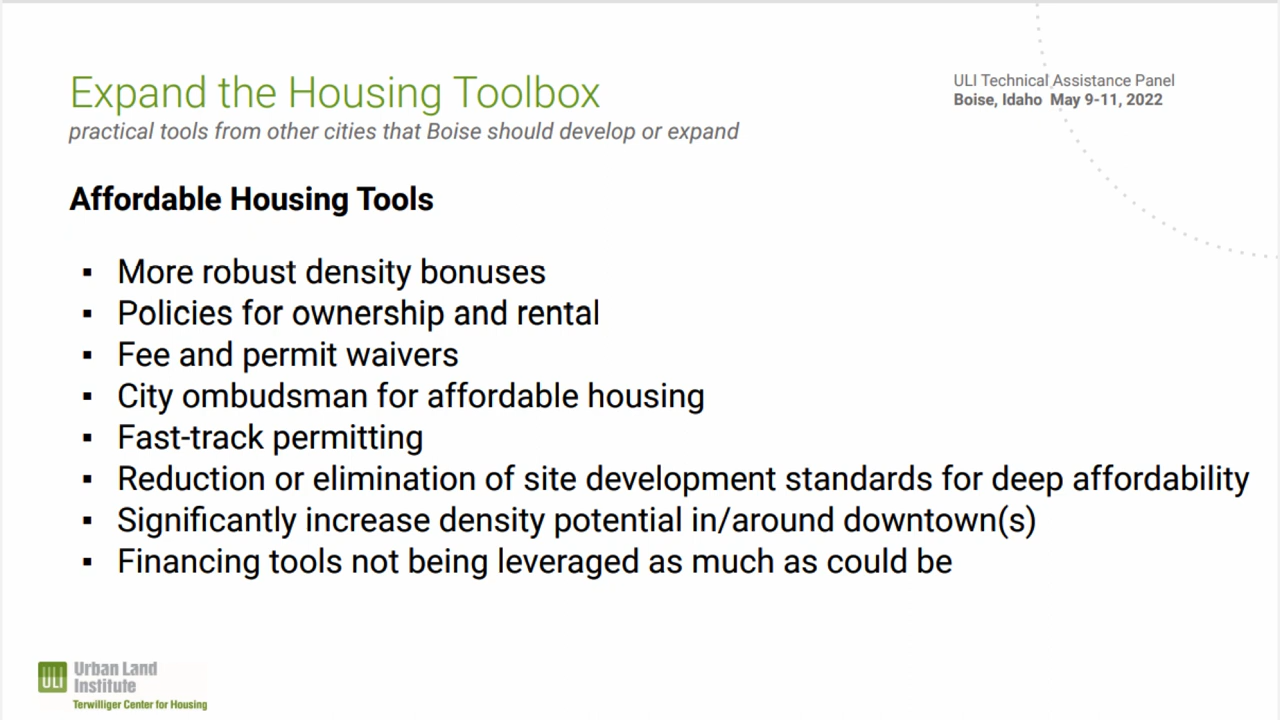 Expand the Housing Toolbox
practical tools from other cities that Boise should develop or expand
ULI Technical Assistance Panel
Boise, Idaho May 9-11, 2022
Affordable Housing Tools
▪ More robust density bonuses
▪ Policies for ownership and rental
▪ Fee and permit waivers
▪ City ombudsman for affordable housing
▪ Fast-track permitting
▪ Reduction or elimination of site development standards for deep affordability
▪ Significantly increase density potential in/around downtown(s)
▪ Financing tools not being leveraged as much as could be
ULI Urban Land
Institute
Terwilliger Center for Housing